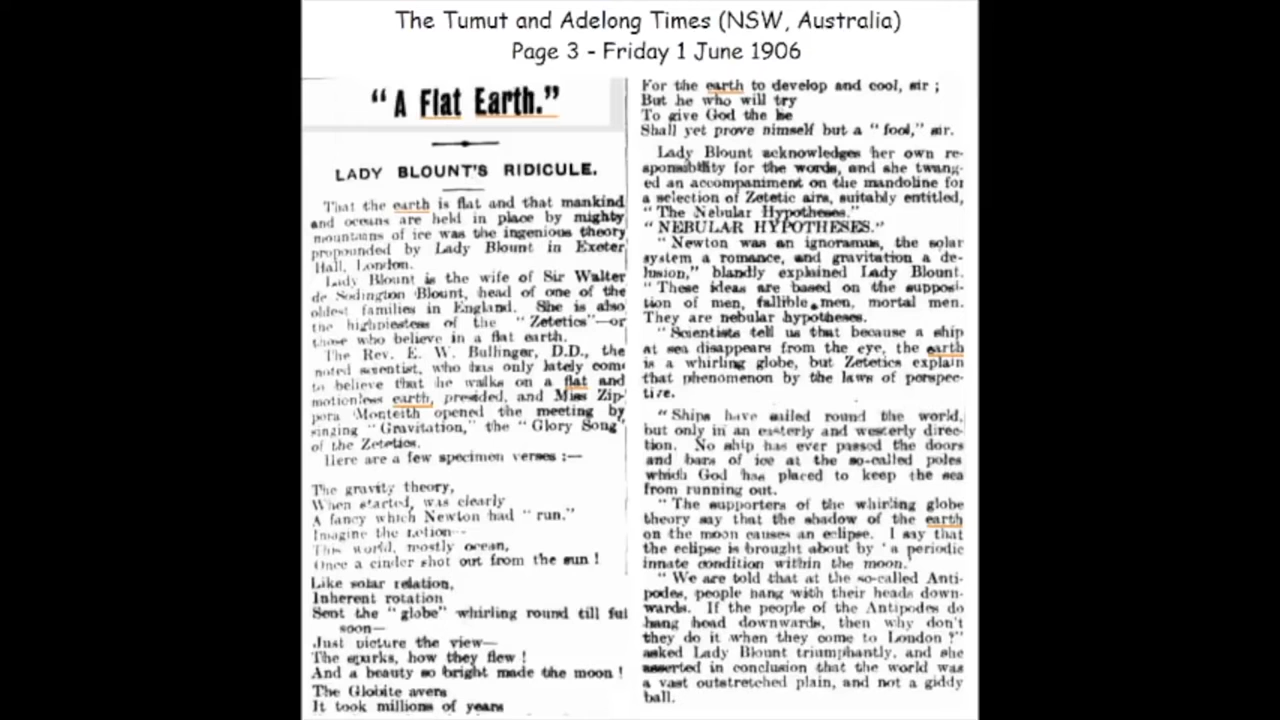 The Tumut and Adelong Times (NSW, Australia)
Page 3 - Friday 1 June 1906
“A Flat Earth.”
LADY BLOUNT'S RIDICULE.
That the earth is flat and that mankind
and oceans are held in place by mighty
mountains of ice was the ingenious theory
propounded by Lady Blount in Exeter
Hall, London.
Lady Blount is the wife of Sir Walter
de Sodington Blount, head of one of the
oldest families in England. She is also
the highpiestess of the “Zetetics”—or
those who believe in a flat earth.
The Rev. E. W. Bullinger, D.D., the
noted scientist, who has only lately com
to believe that he walks on a flat and
motionless earth, presided, and Miss Zip-
pora Monteith opened the meeting by
singing “Gravitation,” the “Glory Song”
of the Zetetics.
Here are a few specimen verses :—
The gravity theory,
When started, was clearly
A fancy which Newton had “run.”
Imagine the notion—
This world, mostly ocean,
Once a cinder shot out from the sun !
Like solar relation,
Inherent rotation
Sent the “globe” whirling round till ful
soon—
Just picture the view—
The sparks, how they flew !
And a beauty so bright made the moon !
The Globite avers
It took millions of years
For the earth to develop and cool, sir ;
But he who will try
To give God the lie
Shall yet prove himself but a “fool,” sir.
Lady Blount acknowledges her own re-
sponsibility for the words, and she twang-
ed an accompaniment on the mandoline for
a selection of Zetetic airs, suitably entitled,
“The Nebular Hypotheses.”
“NEBULAR HYPOTHESES.”
“Newton was an ignoramus, the solar
system a romance, and gravitation a de-
lusion,” blandly explained Lady Blount.
“These ideas are based on the supposi-
tion of men, fallible men, mortal men.
They are nebular hypotheses.
“Scientists tell us that because a ship
at sea disappears from the eye, the earth
is a whirling globe, but Zetetics explain
that phenomenon by the laws of perspec-
tive.
“Ships have sailed round the world,
but only in an easterly and westerly direc-
tion. No ship has ever passed the doors
and bars of ice at the so-called poles
which God has placed to keep the sea
from running out.
“The supporters of the whirling globe
theory say that the shadow of the earth
on the moon causes an eclipse. I say that
the eclipse is brought about by ‘a periodic
innate condition within the moon.’
“We are told that at the so-called Anti-
podes, people hang with their heads down-
wards. If the people of the Antipodes do
hang head downwards, then why don't
they do it when they come to London ?”
asked Lady Blount triumphantly, and she
asserted in conclusion that the world was
a vast outstretched plain, and not a giddy
ball.